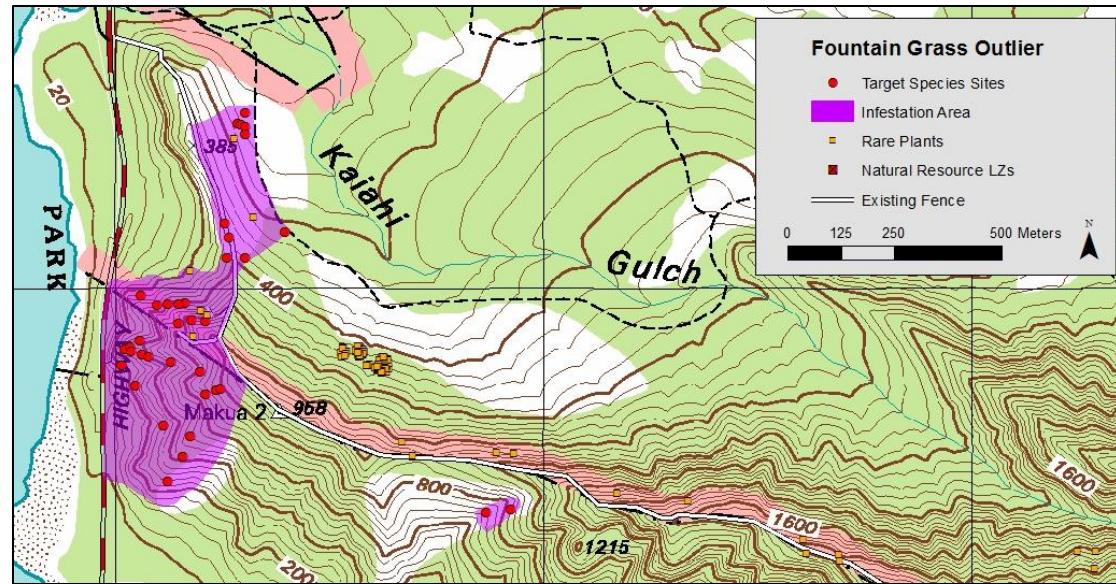 Fountain Grass Outlier
Target Species Sites
Infestation Area
Rare Plants
Natural Resource LZs
Existing Fence
0 125 250 500 Meters
N
20
385
Kaiahi
Gulch
PARK
400
HIGHWAY
Makua 2 968
800
200
1215
1600
1600